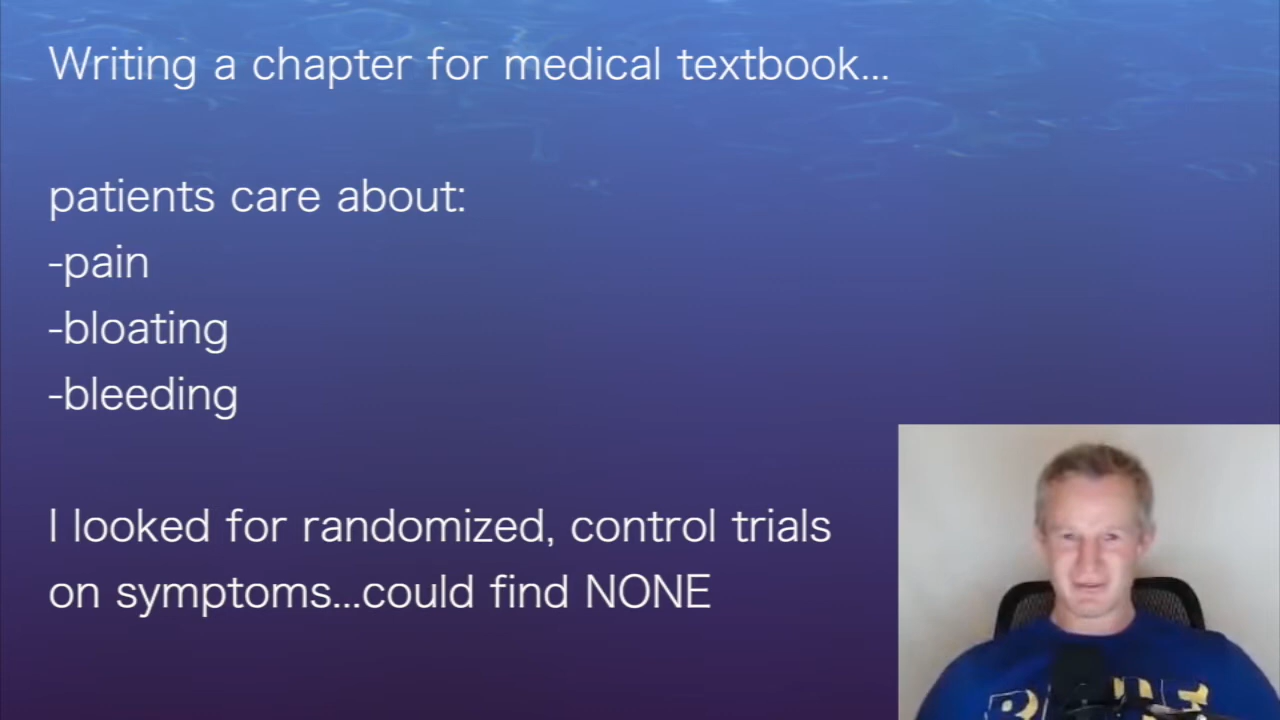 Writing a chapter for medical textbook...
patients care about:
-pain
-bloating
-bleeding
I looked for randomized, control trials
on symptoms...could find NONE